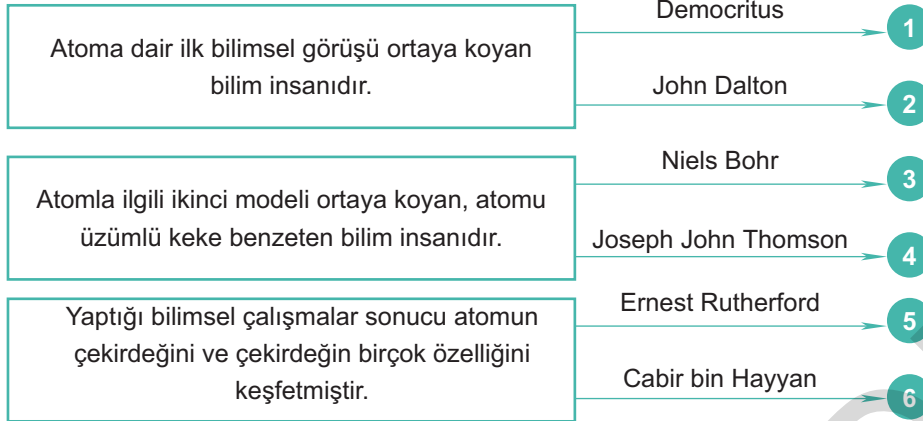 Atoma dair ilk bilimsel görüşü ortaya koyan
bilim insanıdır.
Democritus
1
John Dalton
2
Atomla ilgili ikinci modeli ortaya koyan, atomu
üzümlü keke benzeten bilim insanıdır.
Niels Bohr
3
Joseph John Thomson
4
Yaptığı bilimsel çalışmalar sonucu atomun
çekirdeğini ve çekirdeğin birçok özelliğini
keşfetmiştir.
Ernest Rutherford
5
Cabir bin Hayyan
6